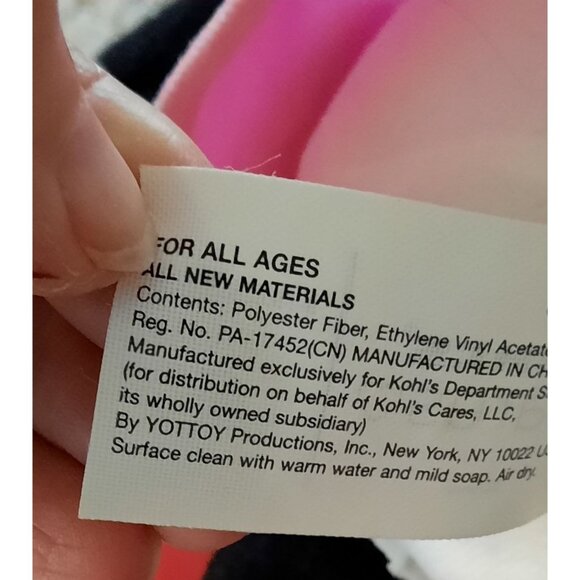 FOR ALL AGES
ALL NEW MATERIALS
Contents: Polyester Fiber, Ethylene Vinyl Acetate
Reg. No. PA-17452(CN) MANUFACTURED IN CH
Manufactured exclusively for Kohl's Department S
(for distribution on behalf of Kohl's Cares, LLC,
its wholly owned subsidiary)
By YOTTOY Productions, Inc., New York, NY 10022 U
Surface clean with warm water and mild soap. Air dry.